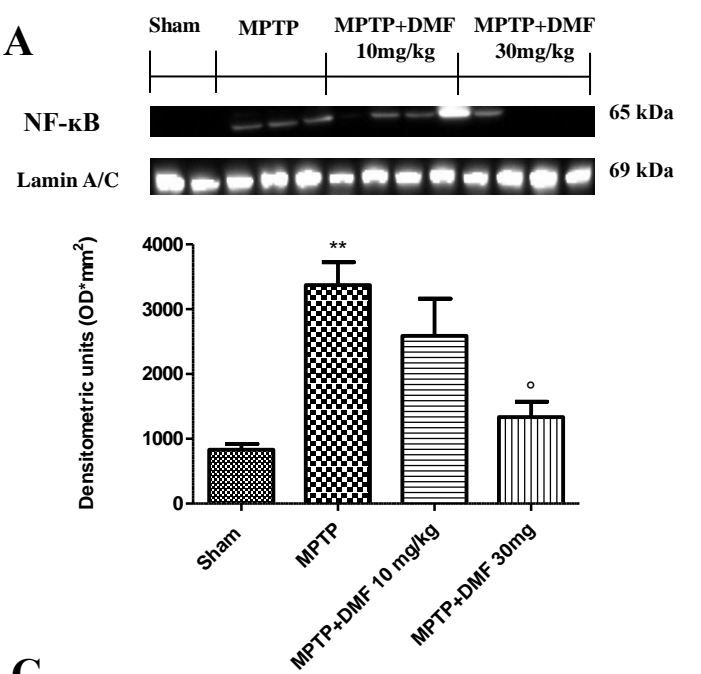 A
Sham MPTP MPTP+DMF MPTP+DMF
10mg/kg 30mg/kg
NF-κB 65 kDa
Lamin A/C 69 kDa
Densitometric units (OD*mm²)
4000
3000
2000
1000
0
**
°
Sham
MPTP
MPTP+DMF 10 mg/kg
MPTP+DMF 30mg
C